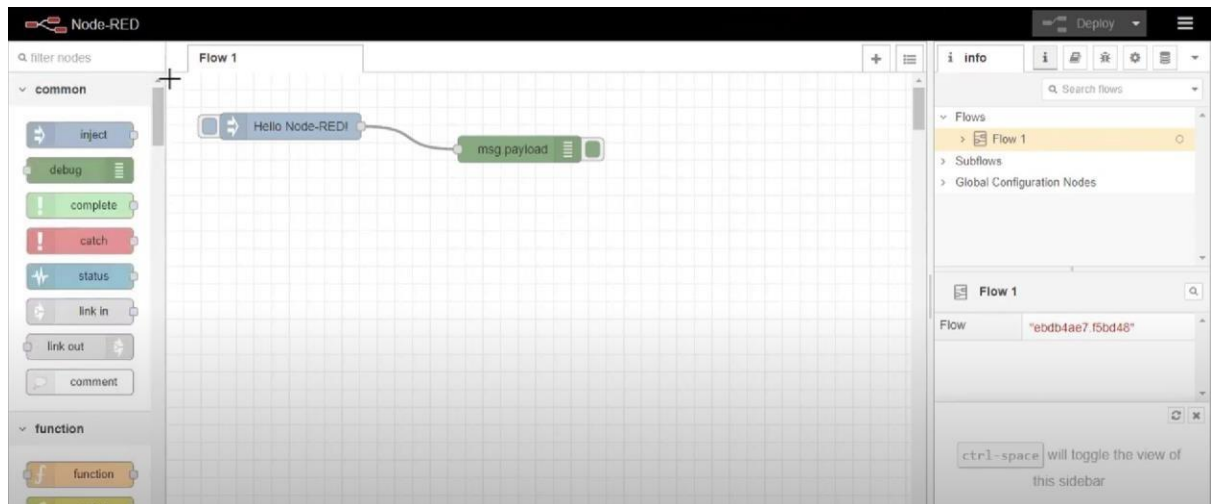 Node-RED
Deploy
filter nodes
Flow 1
i info
i
Search flows
common
inject
debug
complete
catch
status
link in
link out
comment
function
function
Hello Node-RED!
msg.payload
Flows
Flow 1
Subflows
Global Configuration Nodes
Flow 1
Flow "ebdb4ae7.f5bd48"
ctrl-space will toggle the view of
this sidebar